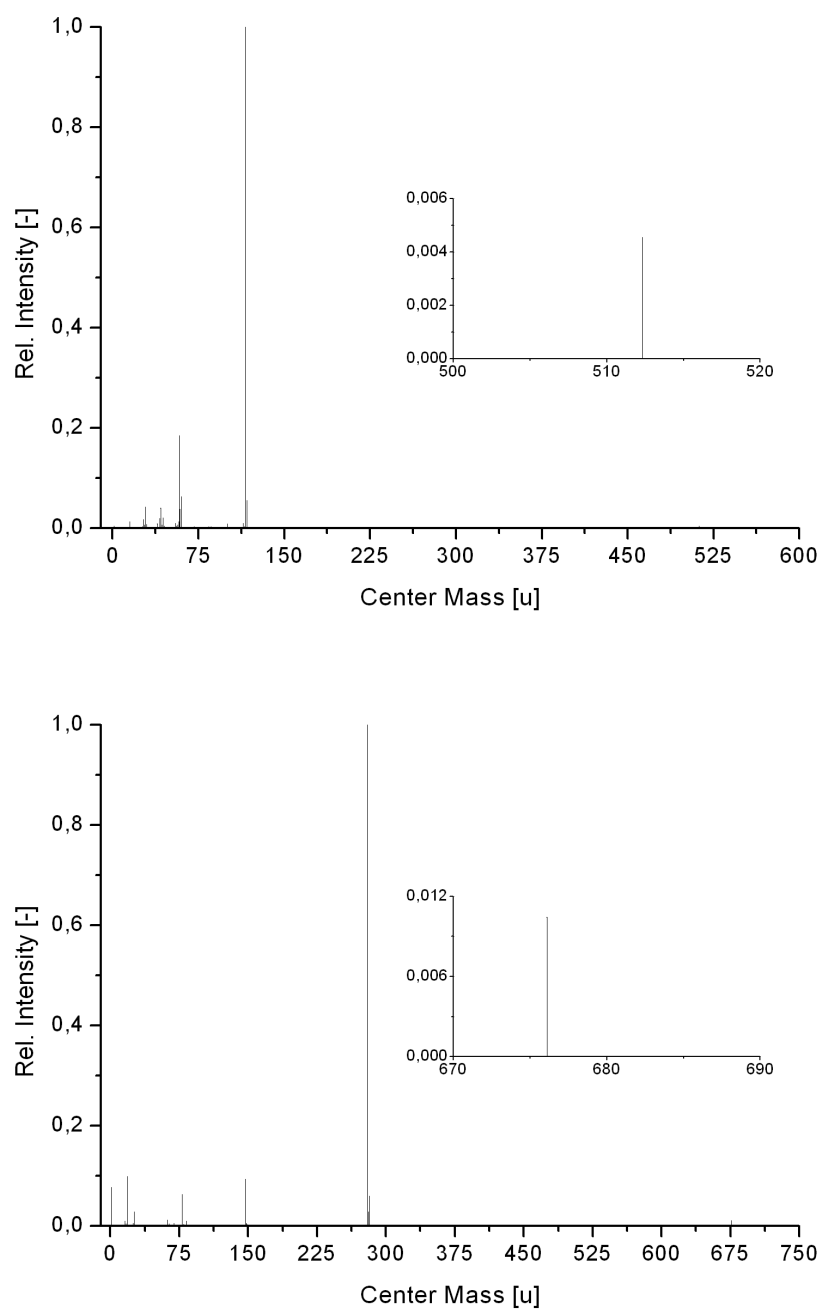 1,0
0,8
0,6
0,4
0,2
0,0
Rel. Intensity [-]
0 75 150 225 300 375 450 525 600
Center Mass [u]
0,006
0,004
0,002
0,000
500 510 520
1,0
0,8
0,6
0,4
0,2
0,0
Rel. Intensity [-]
0 75 150 225 300 375 450 525 600 675 750
Center Mass [u]
0,012
0,006
0,000
670 680 690